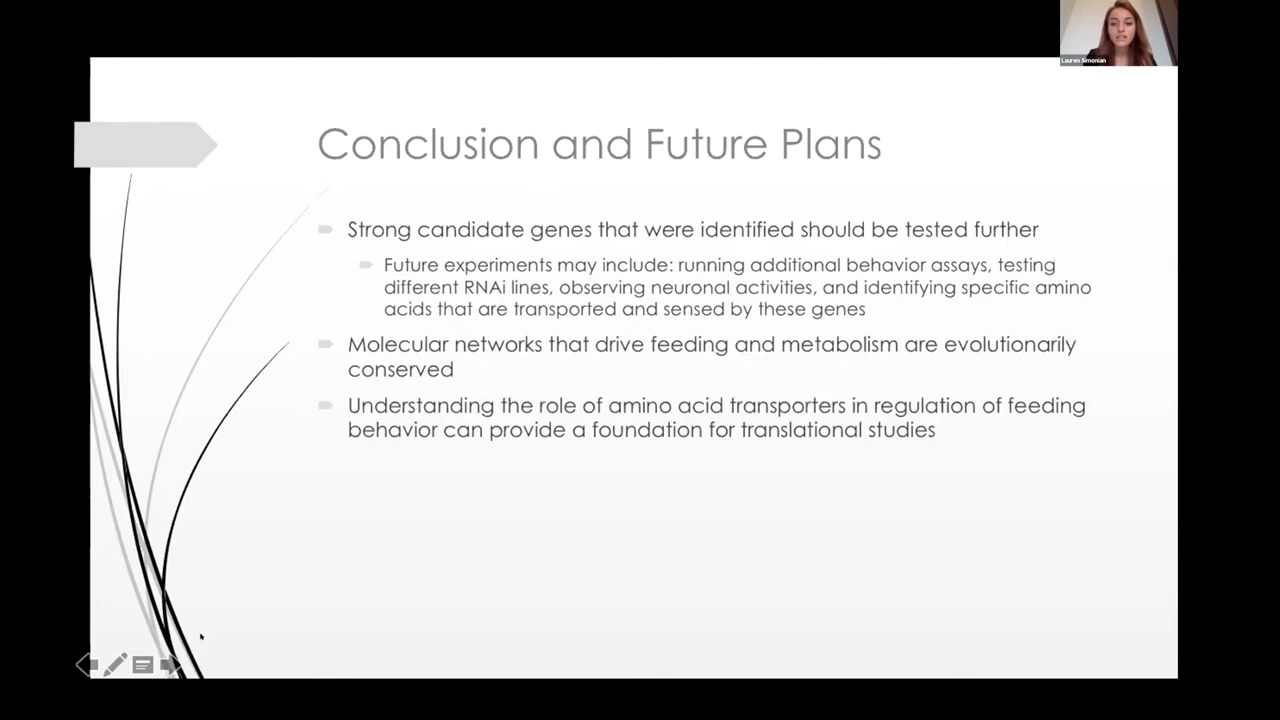 Lauren Simonian
Conclusion and Future Plans
Strong candidate genes that were identified should be tested further
Future experiments may include: running additional behavior assays, testing
different RNAi lines, observing neuronal activities, and identifying specific amino
acids that are transported and sensed by these genes
Molecular networks that drive feeding and metabolism are evolutionarily
conserved
Understanding the role of amino acid transporters in regulation of feeding
behavior can provide a foundation for translational studies